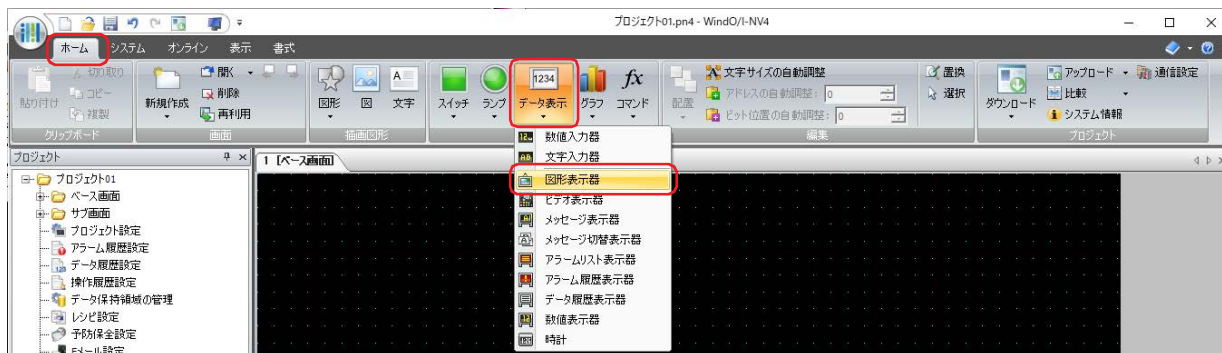 プロジェクト01.pn4 - WindO/I-NV4
ホーム システム オンライン 表示 書式
貼り付け
切り取り
コピー
複製
クリップボード
新規作成
開く
削除
再利用
画面
図形
図
文字
描画図形
スイッチ
ランプ
1234
データ表示
グラフ
fx
コマンド
配置
文字サイズの自動調整
アドレスの自動調整: 0
ビット位置の自動調整: 0
置換
選択
編集
ダウンロード
アップロード
比較
システム情報
通信設定
プロジェクト
プロジェクト
プロジェクト01
ベース画面
サブ画面
プロジェクト設定
アラーム履歴設定
データ履歴設定
操作履歴設定
データ保持領域の管理
レシピ設定
予防保全設定
Eメール設定
1 [ベース画面]
数値入力器
文字入力器
図形表示器
ビデオ表示器
メッセージ表示器
メッセージ切替表示器
アラームリスト表示器
アラーム履歴表示器
データ履歴表示器
数値表示器
時計